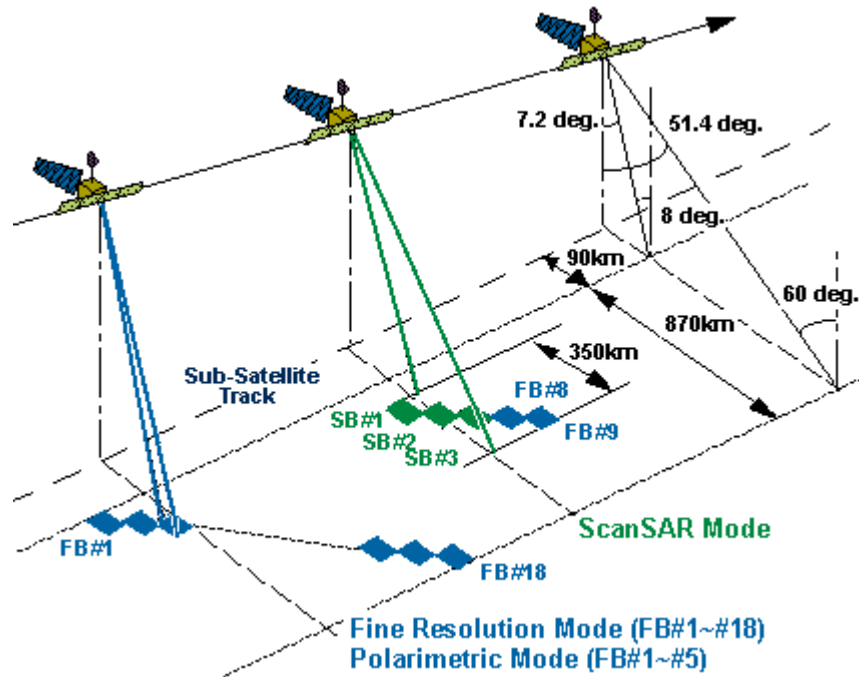 7.2 deg.
51.4 deg.
8 deg.
90km
60 deg.
870km
350km
Sub-Satellite
Track
FB#8
SB#1
SB#2
FB#9
SB#3
ScanSAR Mode
FB#1
FB#18
Fine Resolution Mode (FB#1~#18)
Polarimetric Mode (FB#1~#5)